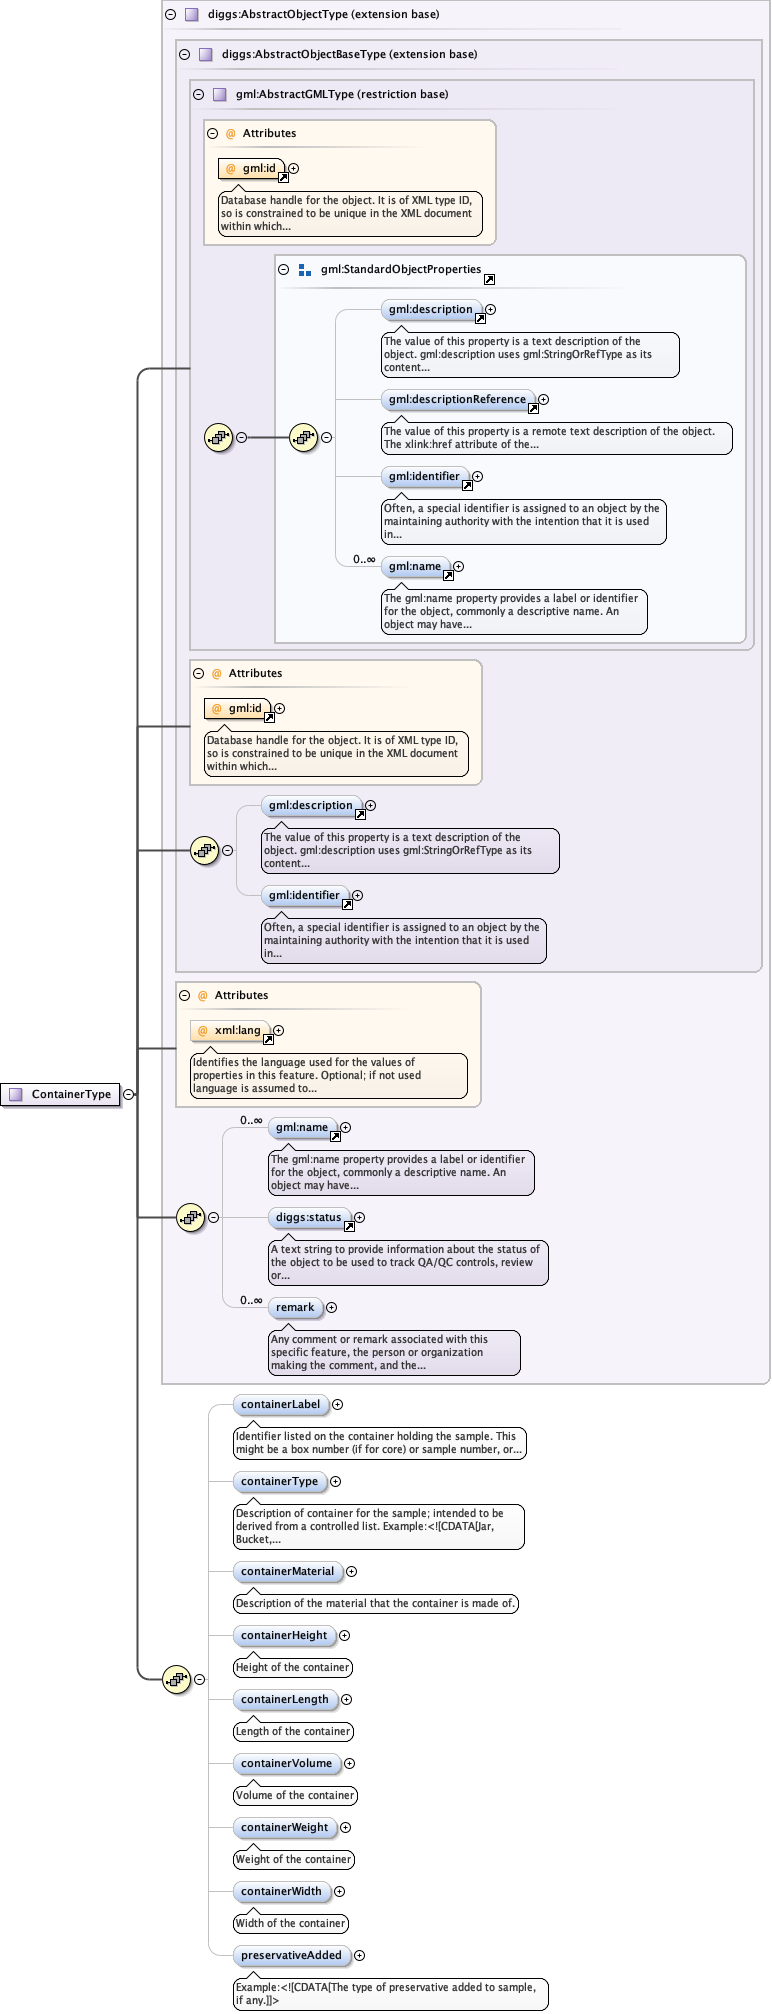 diggs:AbstractObjectType (extension base)
diggs:AbstractObjectBaseType (extension base)
gml:AbstractGMLType (restriction base)
@ Attributes
@ gml:id
Database handle for the object. It is of XML type ID,
so is constrained to be unique in the XML document
within which...
gml:StandardObjectProperties
gml:description
The value of this property is a text description of the
object. gml:description uses gml:StringOrRefType as its
content...
gml:descriptionReference
The value of this property is a remote text description of the object.
The xlink:href attribute of the...
gml:identifier
Often, a special identifier is assigned to an object by the
maintaining authority with the intention that it is used
in...
0..∞
gml:name
The gml:name property provides a label or identifier
for the object, commonly a descriptive name. An
object may have...
@ Attributes
@ gml:id
Database handle for the object. It is of XML type ID,
so is constrained to be unique in the XML document
within which...
gml:description
The value of this property is a text description of the
object. gml:description uses gml:StringOrRefType as its
content...
gml:identifier
Often, a special identifier is assigned to an object by the
maintaining authority with the intention that it is used
in...
@ Attributes
@ xml:lang
Identifies the language used for the values of
properties in this feature. Optional; if not used
language is assumed to...
ContainerType
0..∞
gml:name
The gml:name property provides a label or identifier
for the object, commonly a descriptive name. An
object may have...
diggs:status
A text string to provide information about the status of
the object to be used to track QA/QC controls, review
or...
0..∞
remark
Any comment or remark associated with this
specific feature, the person or organization
making the comment, and the...
containerLabel
Identifier listed on the container holding the sample. This
might be a box number (if for core) or sample number, or...
containerType
Description of container for the sample; intended to be
derived from a controlled list. Example:<![CDATA[Jar,
Bucket,...
containerMaterial
Description of the material that the container is made of.
containerHeight
Height of the container
containerLength
Length of the container
containerVolume
Volume of the container
containerWeight
Weight of the container
containerWidth
Width of the container
preservativeAdded
Example:<![CDATA[The type of preservative added to sample,
if any.]]>